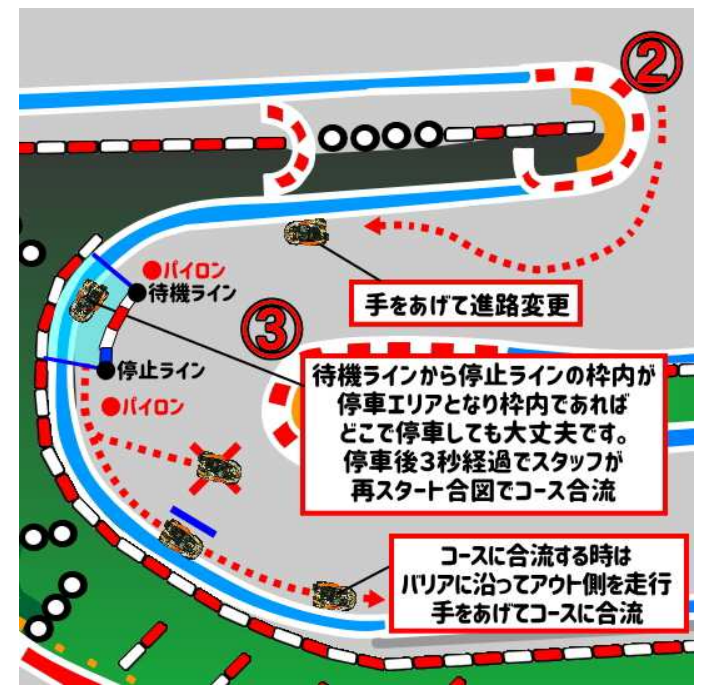 ②
手をあげて進路変更
●パイロン
●待機ライン
③
●停止ライン
●パイロン
待機ラインから停止ラインの枠内が
停車エリアとなり枠内であれば
どこで停車しても大丈夫です。
停車後3秒経過でスタッフが
再スタート合図でコース合流
コースに合流する時は
バリアに沿ってアウト側を走行
手をあげてコースに合流